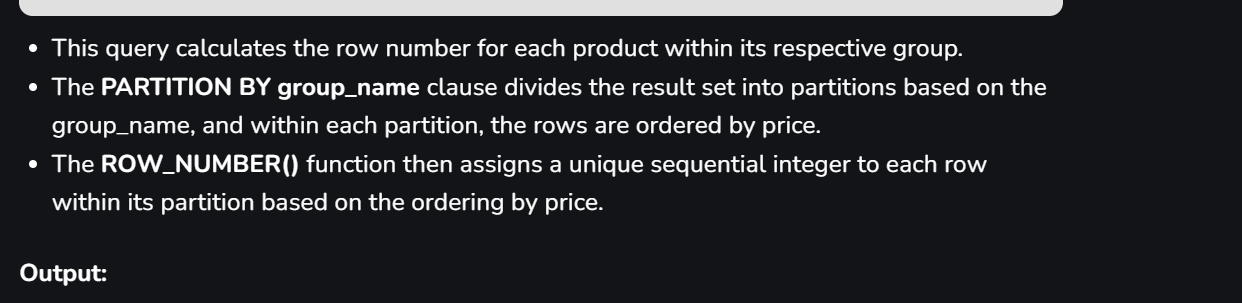 • This query calculates the row number for each product within its respective group.
• The PARTITION BY group_name clause divides the result set into partitions based on the
group_name, and within each partition, the rows are ordered by price.
• The ROW_NUMBER() function then assigns a unique sequential integer to each row
within its partition based on the ordering by price.
Output: